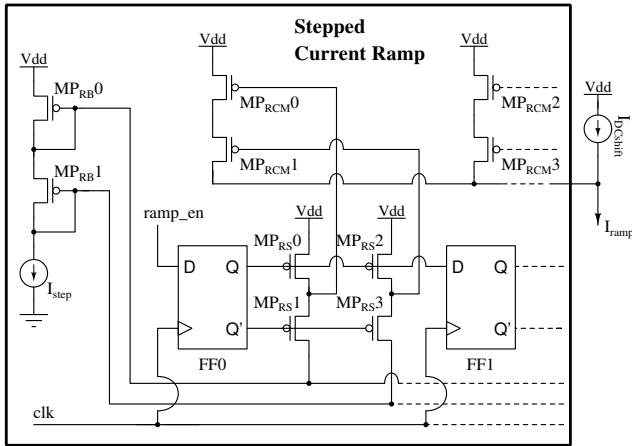 Stepped
Current Ramp
Vdd
Vdd
Vdd
Vdd
MP_RB0
MP_RCM0
MP_RCM2
I_DCshift
MP_RB1
MP_RCM1
MP_RCM3
ramp_en
Vdd
Vdd
I_ramp
MP_RS0
MP_RS2
D
Q
D
Q
I_step
MP_RS1
MP_RS3
Q'
Q'
FF0
FF1
clk